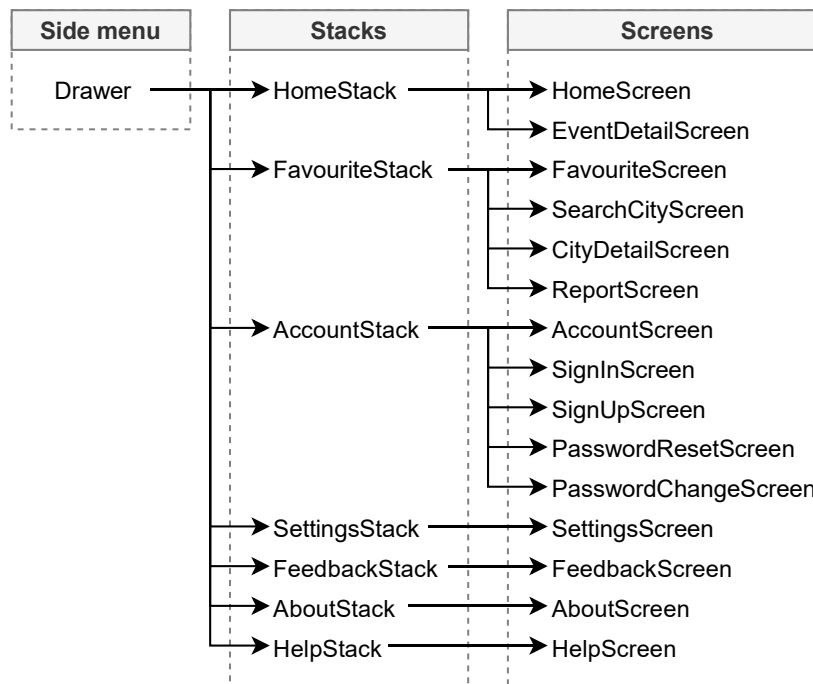 Side menu Stacks Screens
Drawer HomeStack HomeScreen
EventDetailScreen
FavouriteStack FavouriteScreen
SearchCityScreen
CityDetailScreen
ReportScreen
AccountStack AccountScreen
SignInScreen
SignUpScreen
PasswordResetScreen
PasswordChangeScreen
SettingsStack SettingsScreen
FeedbackStack FeedbackScreen
AboutStack AboutScreen
HelpStack HelpScreen